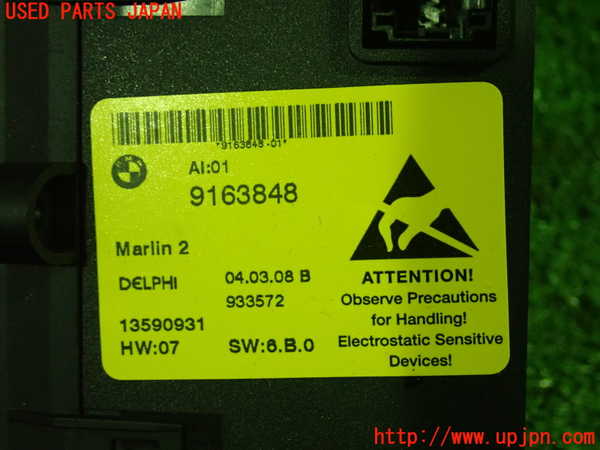 USED PARTS JAPAN
*9163848-01*
AI:01
9163848
Marlin 2
DELPHI 04.03.08 B
933572
13590931
HW:07 SW:6.B.0
ATTENTION!
Observe Precautions
for Handling!
Electrostatic Sensitive
Devices!
http://www.upjpn.com/